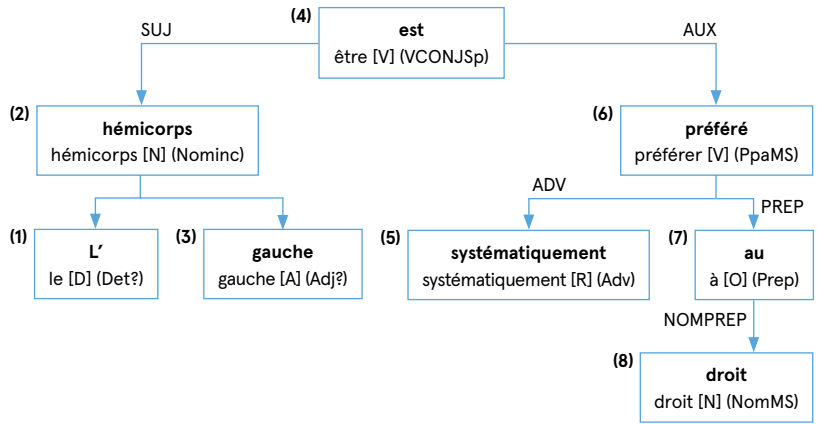 (4)
est
être [V] (VCONJSp)
SUJ
AUX
(2)
hémicorps
hémicorps [N] (Nominc)
(6)
préféré
préférer [V] (PpaMS)
ADV
PREP
(1)
L’
le [D] (Det?)
(3)
gauche
gauche [A] (Adj?)
(5)
systématiquement
systématiquement [R] (Adv)
(7)
au
à [O] (Prep)
NOMPREP
(8)
droit
droit [N] (NomMS)